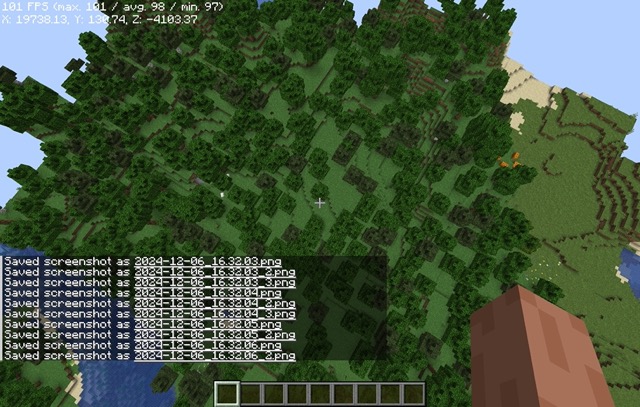 101 FPS (max. 101 / avg. 98 / min. 97)
X: 19738.13, Y: 130.74, Z: -4103.37
Saved screenshot as 2024-12-06_16.32.03.png
Saved screenshot as 2024-12-06_16.32.03_2.png
Saved screenshot as 2024-12-06_16.32.03_3.png
Saved screenshot as 2024-12-06_16.32.04.png
Saved screenshot as 2024-12-06_16.32.04_2.png
Saved screenshot as 2024-12-06_16.32.04_3.png
Saved screenshot as 2024-12-06_16.32.05.png
Saved screenshot as 2024-12-06_16.32.05_2.png
Saved screenshot as 2024-12-06_16.32.06.png
Saved screenshot as 2024-12-06_16.32.06_2.png